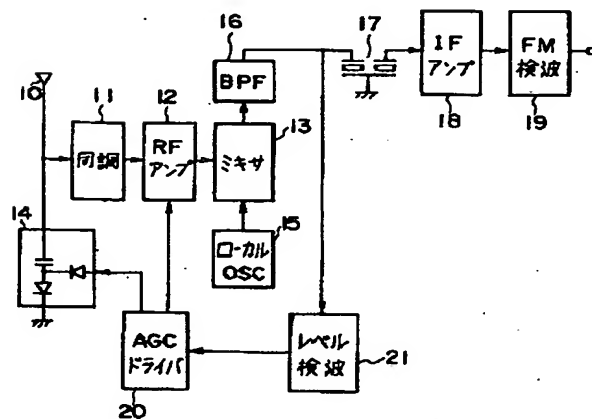 10
11
同調
12
RF
アンプ
16
BPF
13
ミキサ
15
ローカル
OSC
17
IF
アンプ
18
FM
検波
19
14
AGC
ドライバ
20
レベル
検波
21